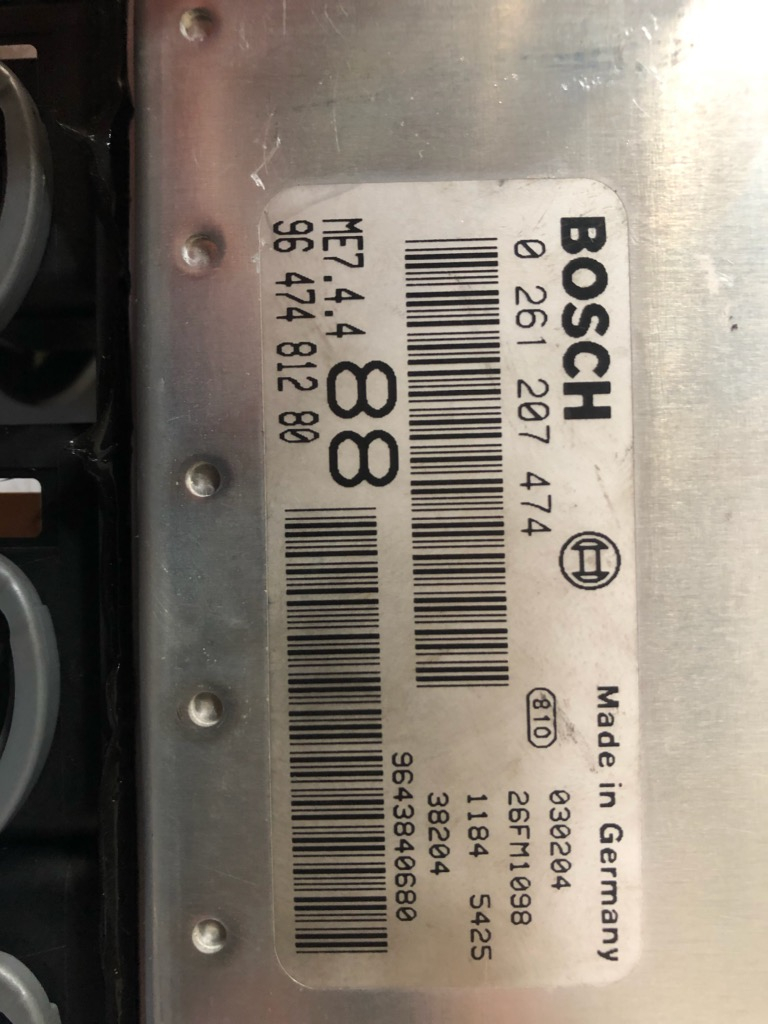 BOSCH
Made in Germany
0 261 207 474
810
030204
26FM1098
1184 5425
38204
ME7.4.4
88
96 474 812 80
9643840680